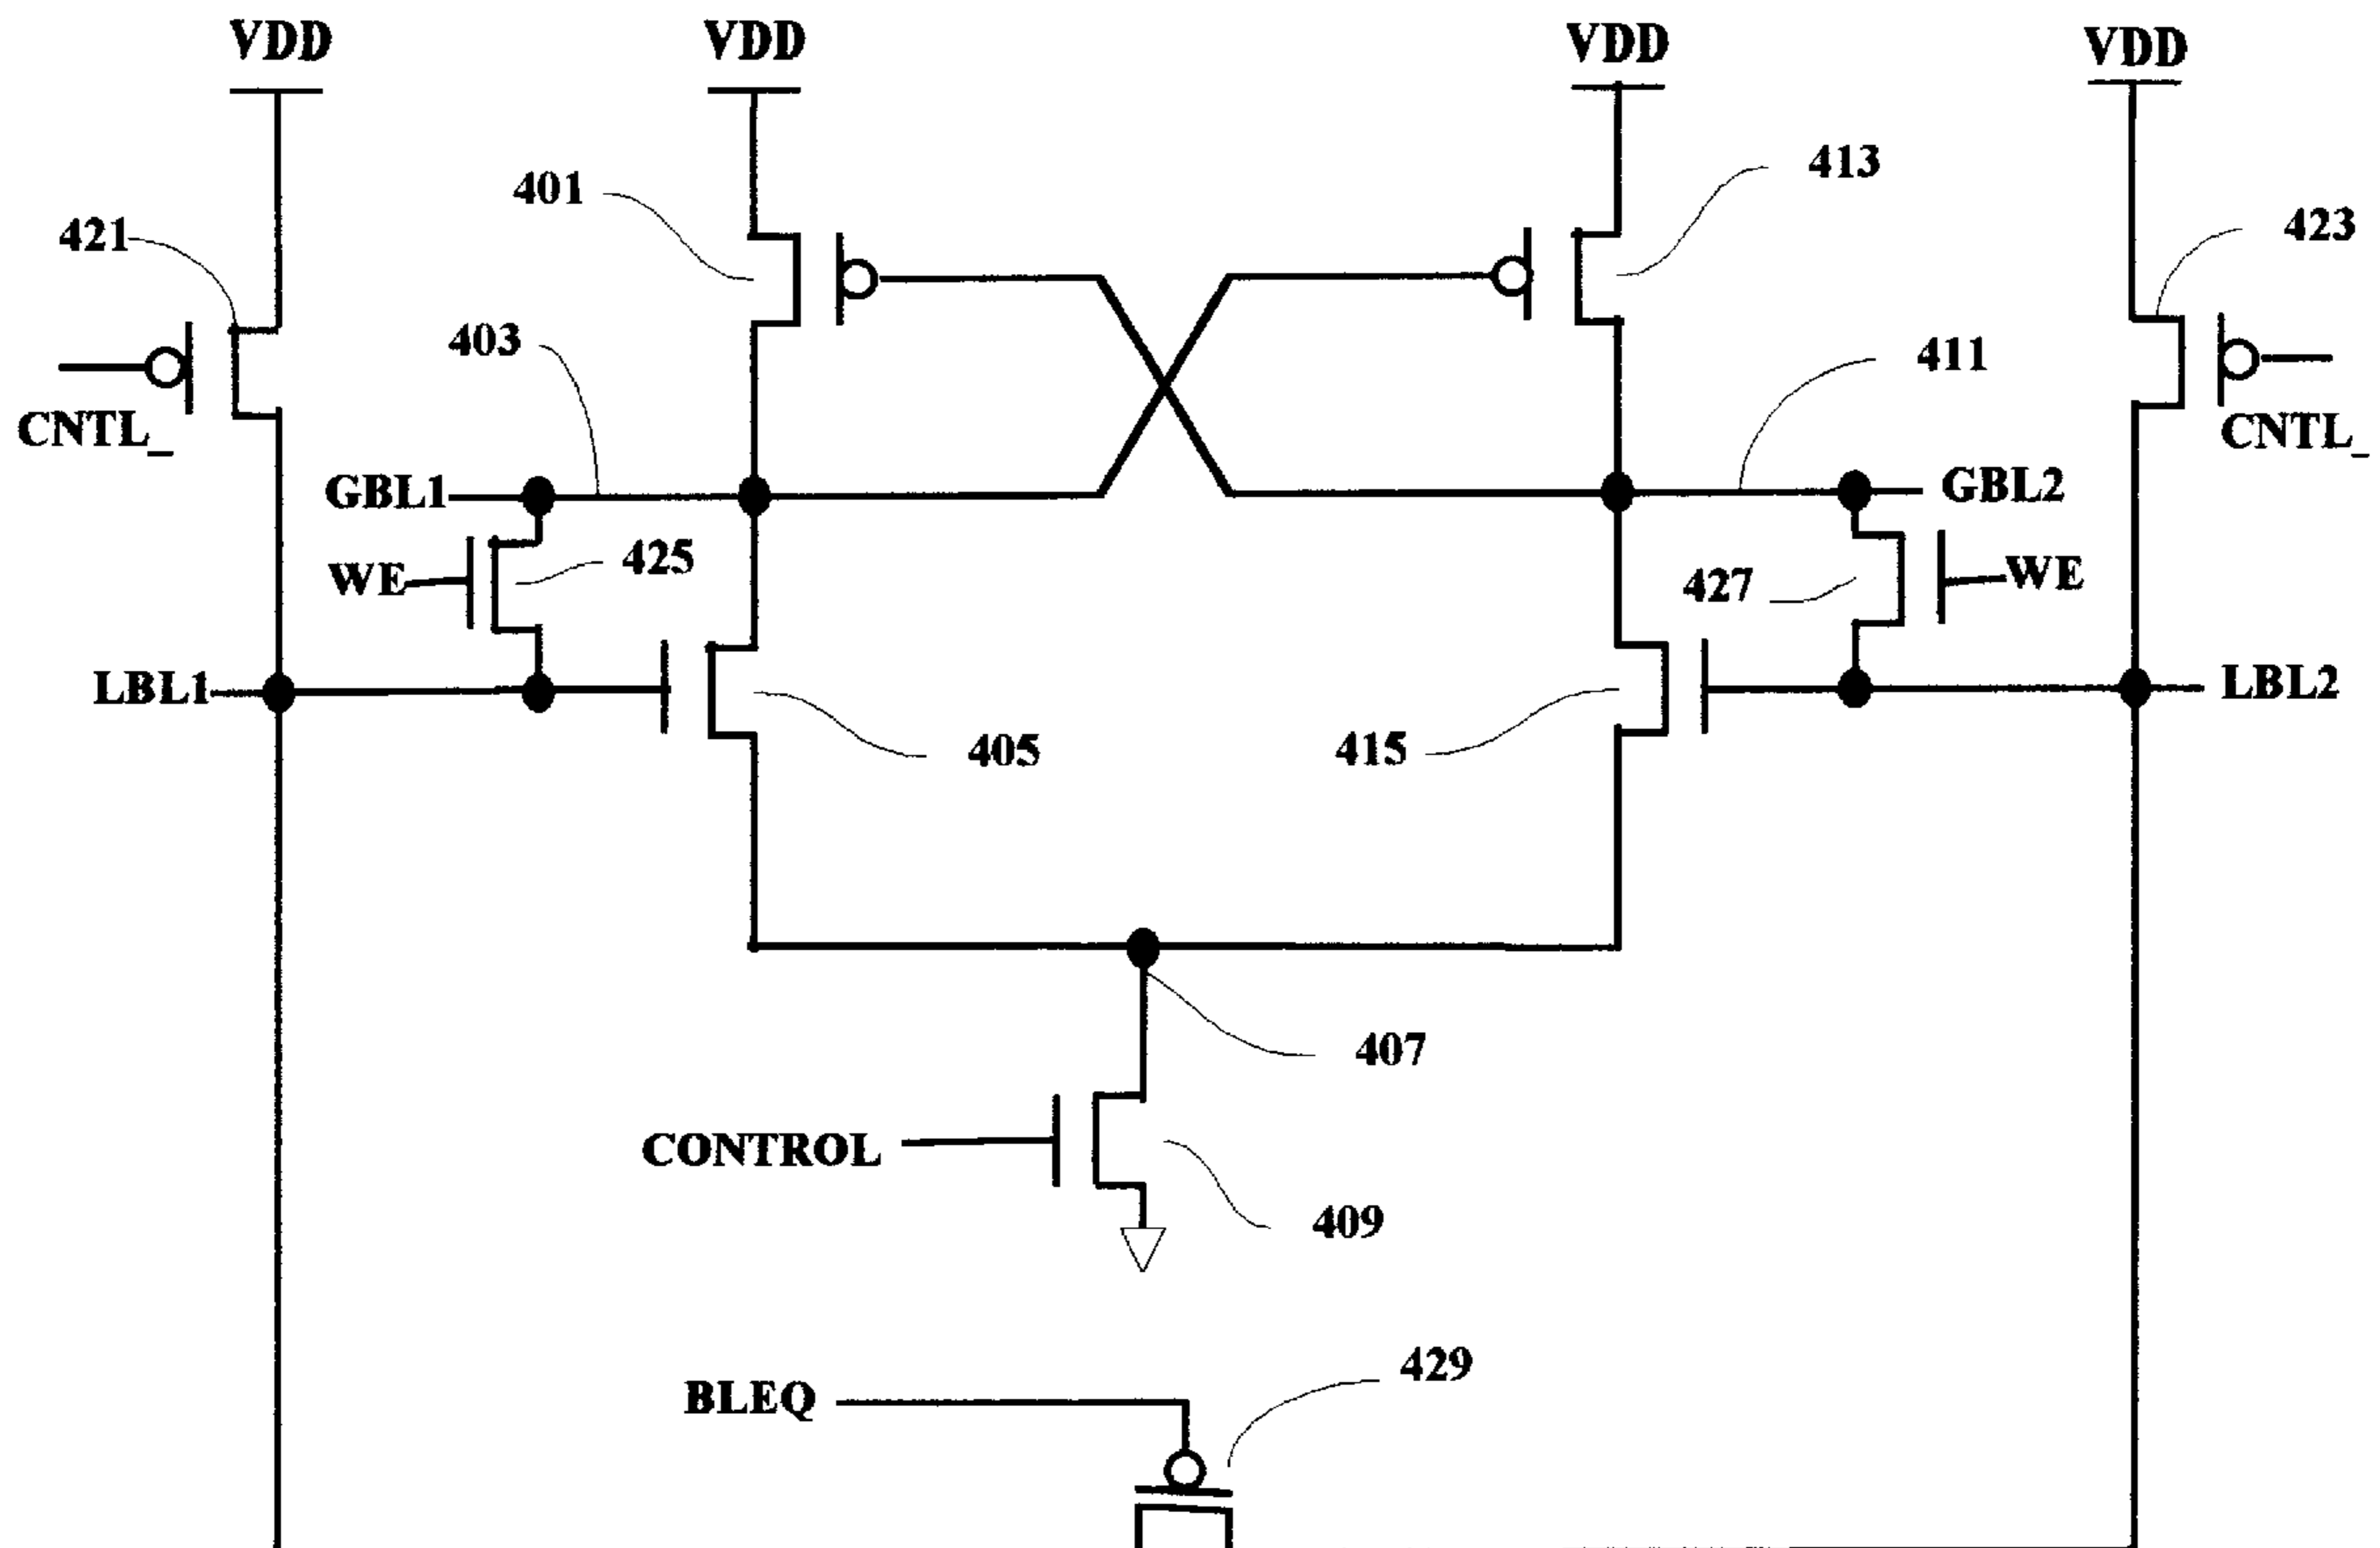 VDD
VDD
VDD
VDD
401
413
421
423
403
411
CNTL_
CNTL_
GBL1
GBL2
WE
425
427
WE
LBL1
LBL2
405
415
407
CONTROL
409
429
BLEQ